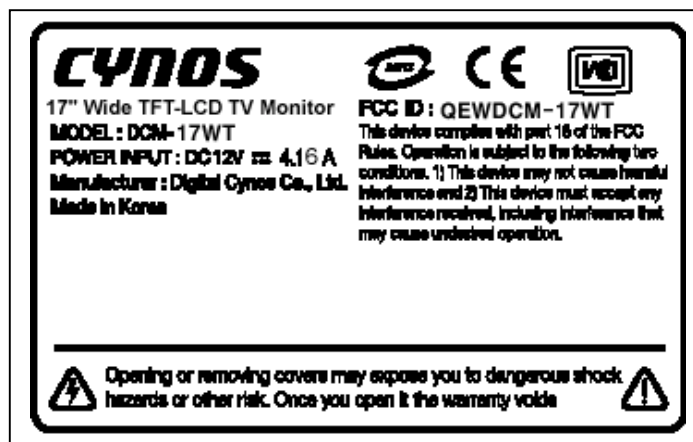 CYNOS
CE
17" Wide TFT-LCD TV Monitor
MODEL : DCM-17WT
POWER INPUT : DC12V ⎓ 4.16 A
Manufacturer : Digital Cynos Co., Ltd.
Made in Korea
FCC ID : QEWDCM-17WT
This device complies with part 15 of the FCC
Rules. Operation is subject to the following two
conditions. 1) This device may not cause harmful
interference and 2) This device must accept any
interference received, including interference that
may cause undesired operation.
Opening or removing covers may expose you to dangerous shock
hazards or other risk. Once you open it the warranty voids